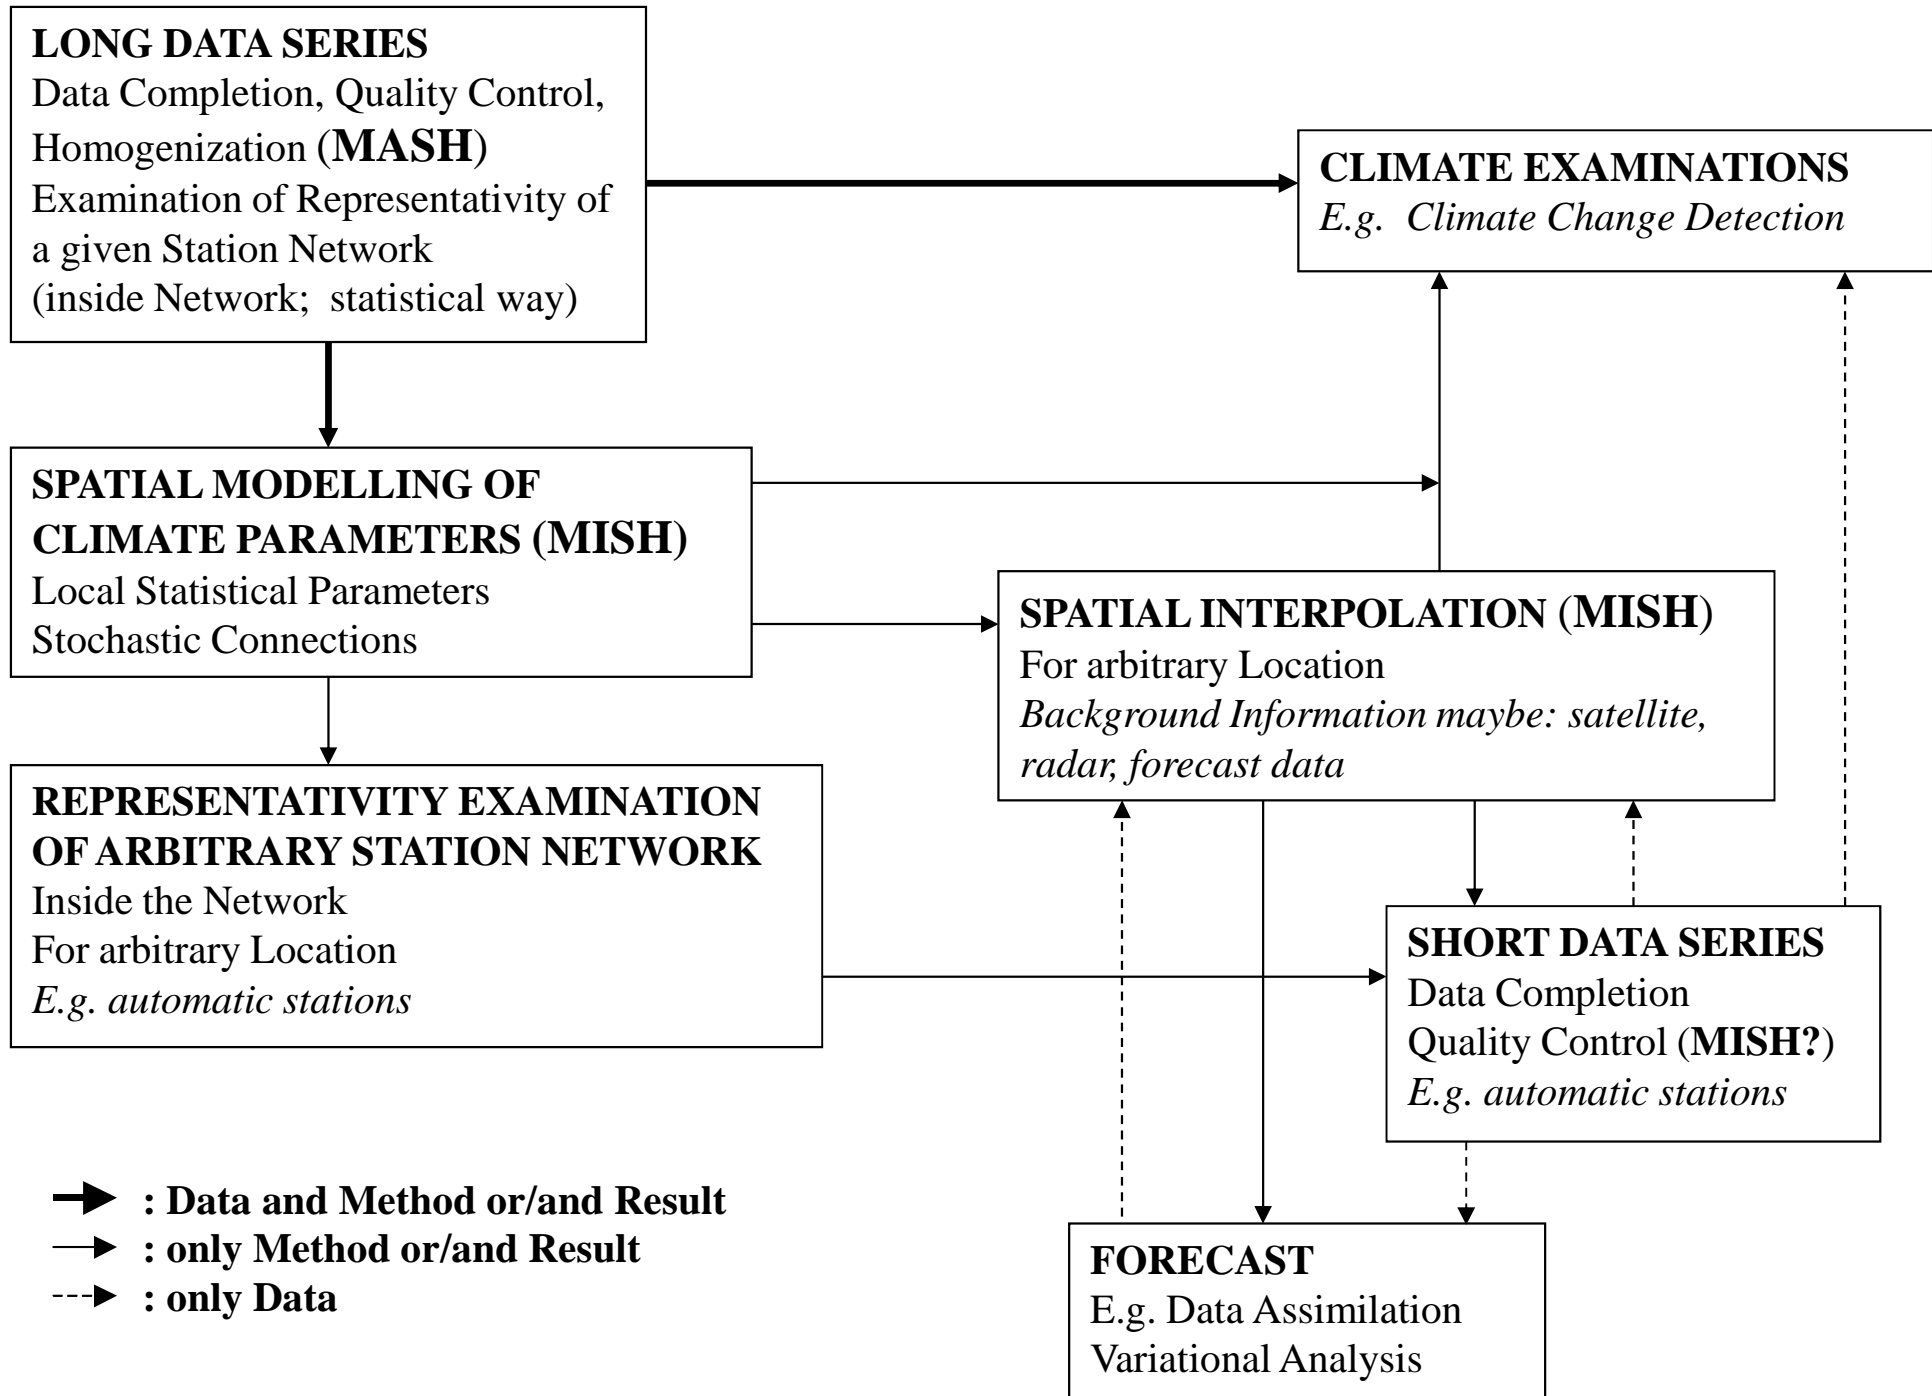 LONG DATA SERIES
Data Completion, Quality Control,
Homogenization (MASH)
Examination of Representativity of
a given Station Network
(inside Network;  statistical way)
CLIMATE EXAMINATIONS
E.g.  Climate Change Detection
SPATIAL MODELLING OF
CLIMATE PARAMETERS (MISH)
Local Statistical Parameters
Stochastic Connections
SPATIAL INTERPOLATION (MISH)
For arbitrary Location
Background Information maybe: satellite,
radar, forecast data
REPRESENTATIVITY EXAMINATION
OF ARBITRARY STATION NETWORK
Inside the Network
For arbitrary Location
E.g. automatic stations
SHORT DATA SERIES
Data Completion
Quality Control (MISH?)
E.g. automatic stations
: Data and Method or/and Result
: only Method or/and Result
: only Data
FORECAST
E.g. Data Assimilation
Variational Analysis